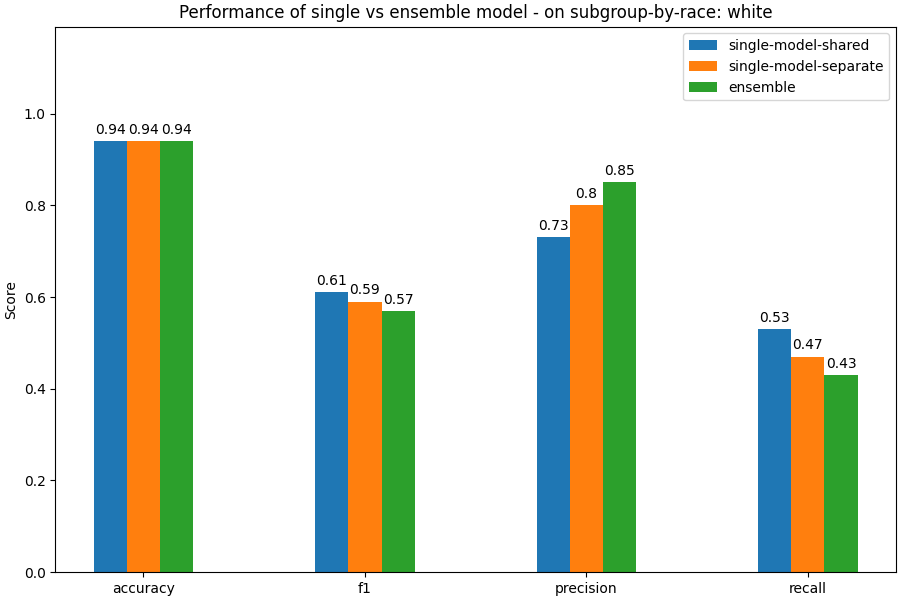 Performance of single vs ensemble model - on subgroup-by-race: white
single-model-shared
single-model-separate
ensemble
Score
1.0
0.8
0.6
0.4
0.2
0.0
0.94 0.94 0.94
0.61 0.59 0.57
0.73 0.8 0.85
0.53 0.47 0.43
accuracy f1 precision recall